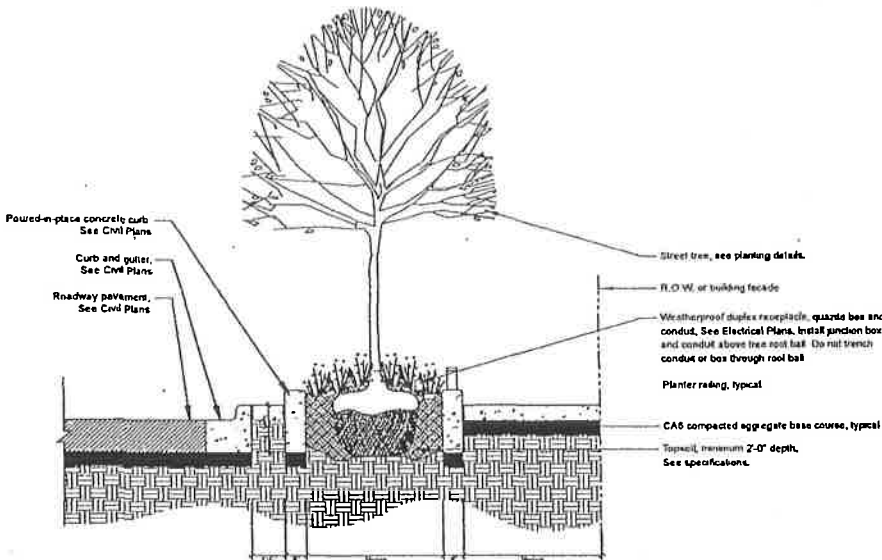 Poured-in-place concrete curb
See Civil Plans
Curb and gutter,
See Civil Plans
Roadway pavement,
See Civil Plans
Street tree, see planting details.
R.O.W. or building facade
Weatherproof duplex receptacle, quazite box and
conduit, See Electrical Plans. Install junction box
and conduit above tree root ball. Do not trench
conduit or box through root ball
Planter railing, typical
CA6 compacted aggregate base course, typical
Topsoil, minimum 2'-0" depth,
See specifications.